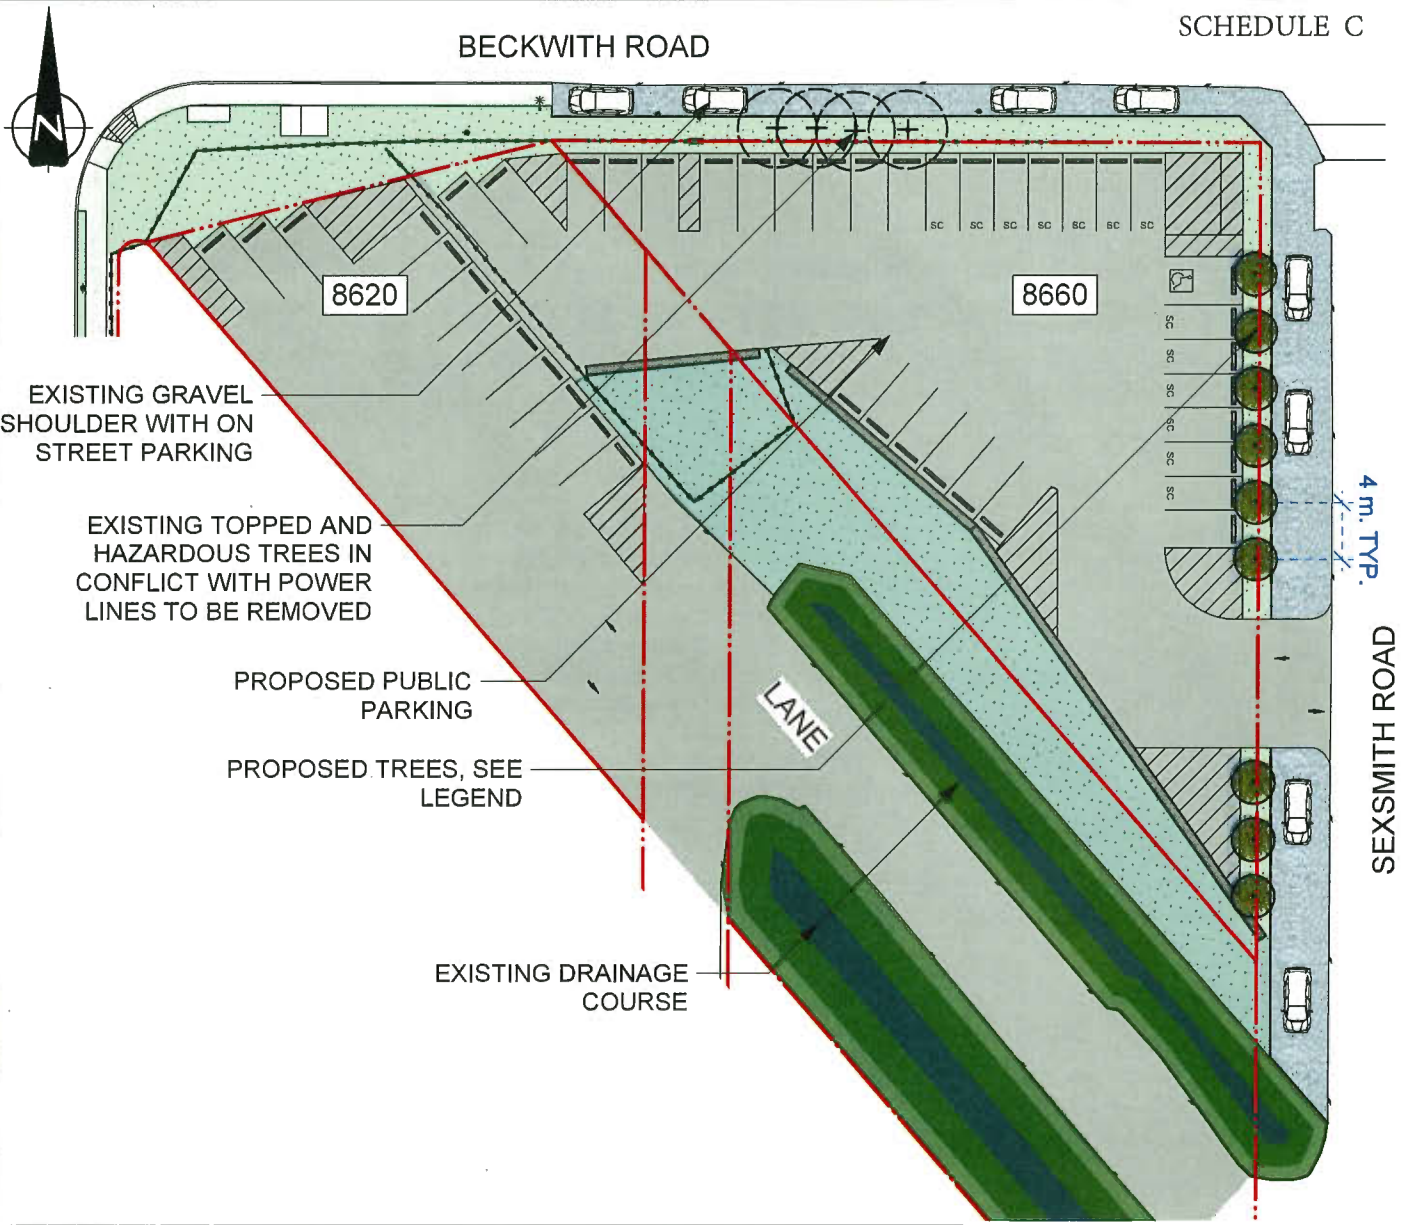 SCHEDULE C
BECKWITH ROAD
N
8620
8660
SC SC SC SC SC SC SC
SC
SC
SC
SC
SC
SC
EXISTING GRAVEL
SHOULDER WITH ON
STREET PARKING
EXISTING TOPPED AND
HAZARDOUS TREES IN
CONFLICT WITH POWER
LINES TO BE REMOVED
4 m. TYP.
PROPOSED PUBLIC
PARKING
LANE
SEXSMITH ROAD
PROPOSED TREES, SEE
LEGEND
EXISTING DRAINAGE
COURSE